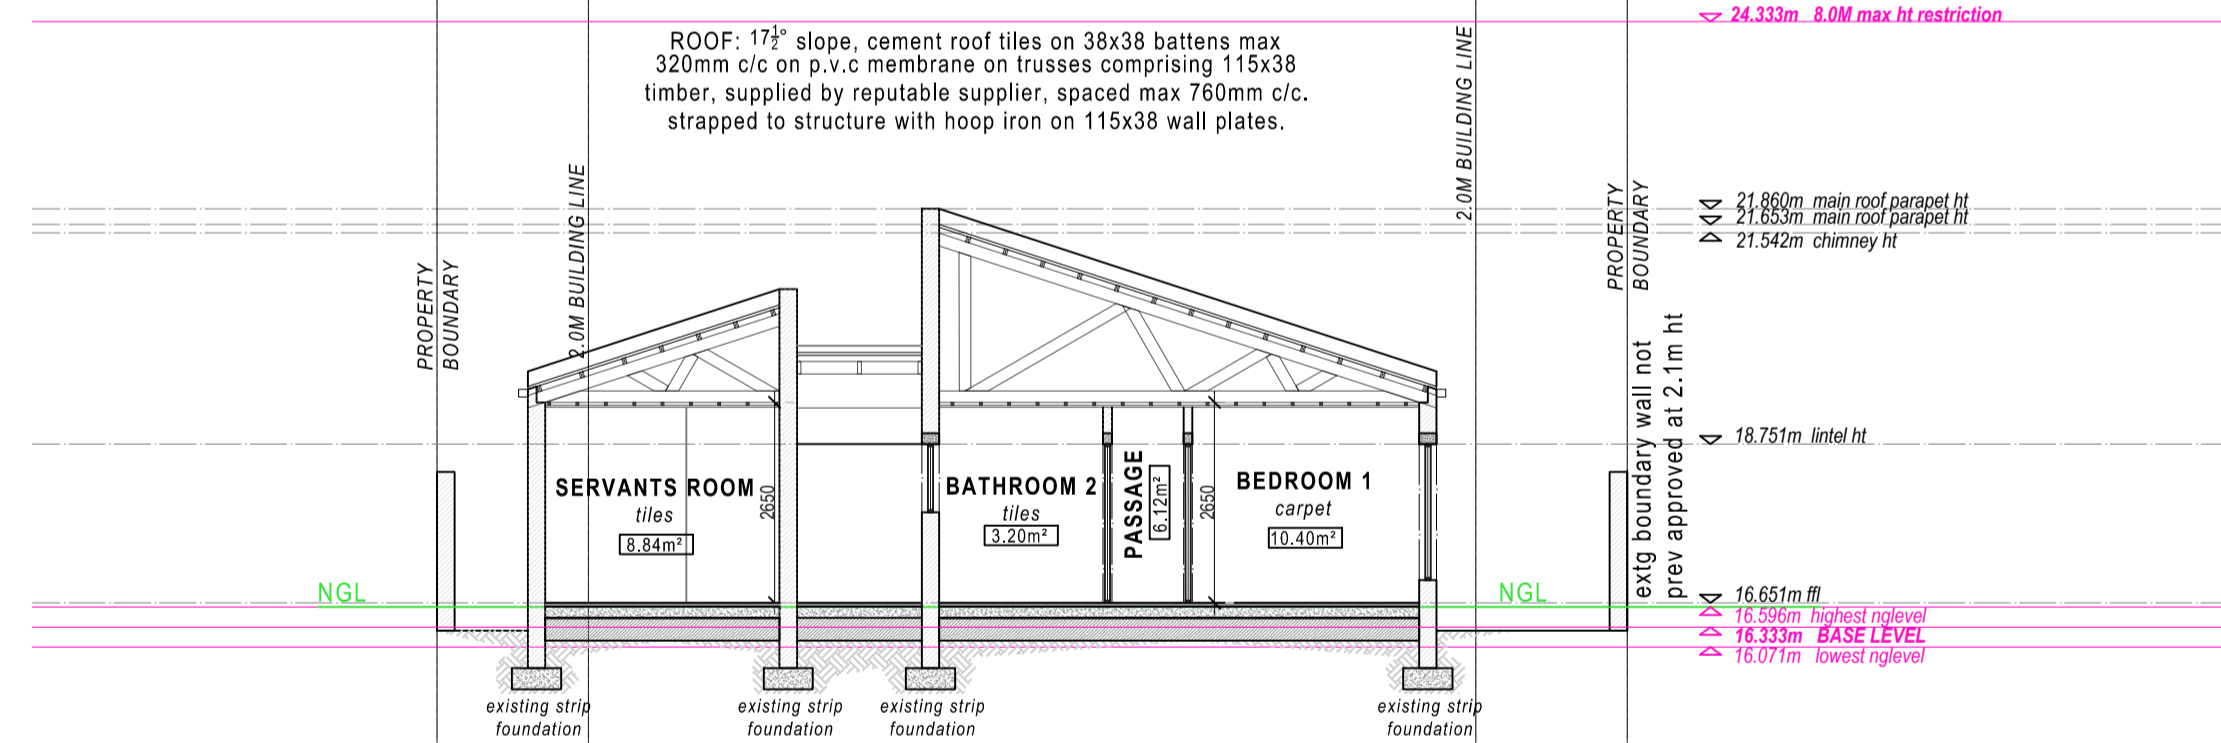 24.333m 8.0M max ht restriction
ROOF: 17½° slope, cement roof tiles on 38x38 battens max
320mm c/c on p.v.c membrane on trusses comprising 115x38
timber, supplied by reputable supplier, spaced max 760mm c/c.
strapped to structure with hoop iron on 115x38 wall plates.
2.0M BUILDING LINE
2.0M BUILDING LINE
PROPERTY
BOUNDARY
PROPERTY
BOUNDARY
21.860m main roof parapet ht
21.653m main roof parapet ht
21.542m chimney ht
extg boundary wall not
prev approved at 2.1m ht
18.751m lintel ht
SERVANTS ROOM
tiles
8.84m²
2650
BATHROOM 2
tiles
3.20m²
PASSAGE
6.12m²
2650
BEDROOM 1
carpet
10.40m²
NGL
NGL
16.651m ffl
16.596m highest nglevel
16.333m BASE LEVEL
16.071m lowest nglevel
existing strip
foundation
existing strip
foundation
existing strip
foundation
existing strip
foundation